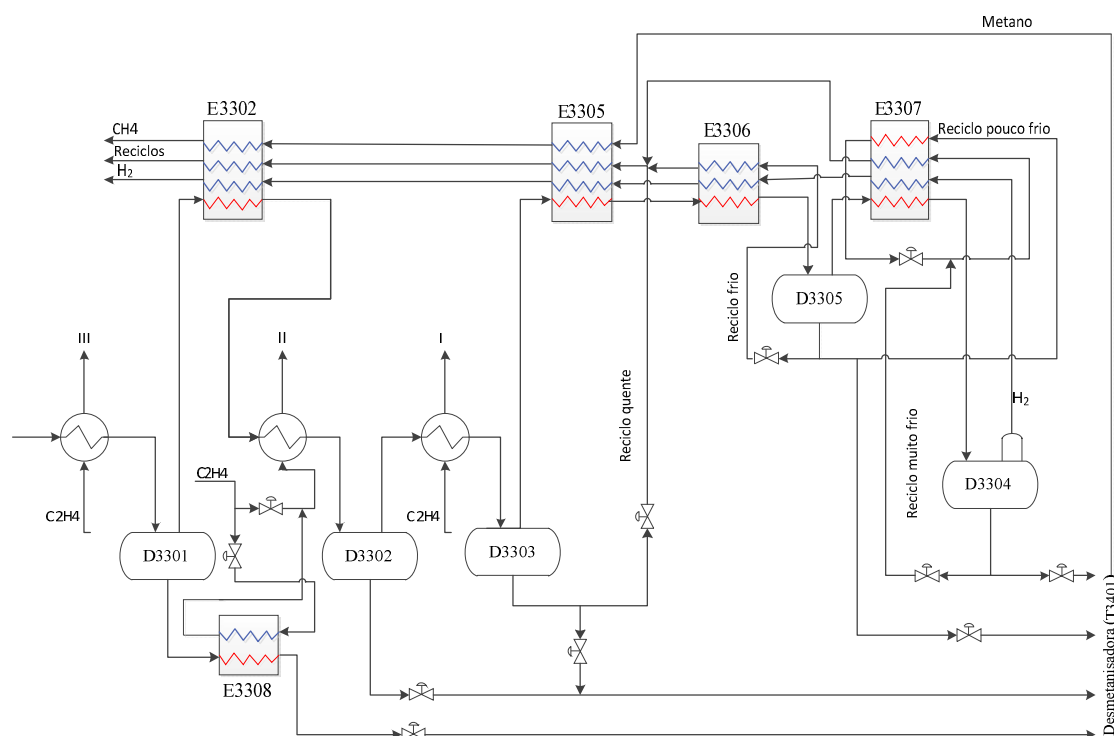 Metano
E3302
E3305
E3306
E3307
CH4
Reciclos
H2
Reciclo pouco frio
D3305
Reciclo frio
III
II
I
Reciclo quente
Reciclo muito frio
H2
D3304
C2H4
C2H4
C2H4
D3301
D3302
D3303
E3308
Desmetanisadora (T3401)